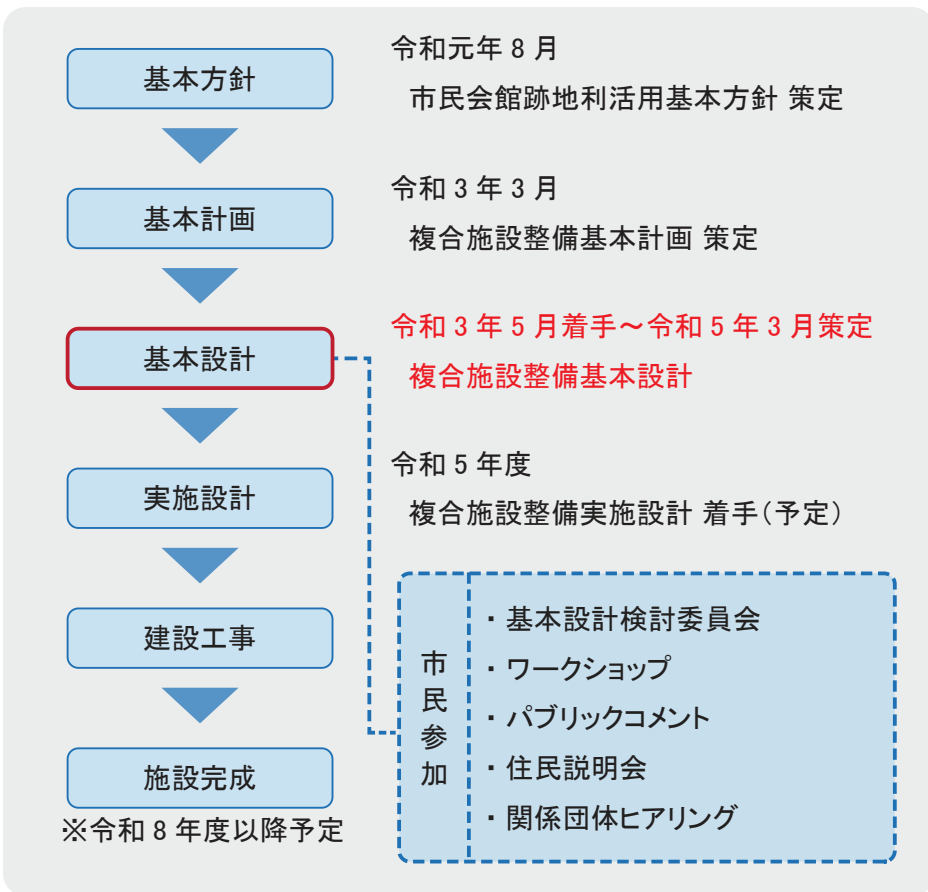 基本方針
令和元年 8 月
市民会館跡地利活用基本方針 策定
基本計画
令和 3 年 3 月
複合施設整備基本計画 策定
基本設計
令和 3 年 5 月着手～令和 5 年 3 月策定
複合施設整備基本設計
実施設計
令和 5 年度
複合施設整備実施設計 着手（予定）
建設工事
施設完成
※令和 8 年度以降予定
市民参加
・基本設計検討委員会
・ワークショップ
・パブリックコメント
・住民説明会
・関係団体ヒアリング